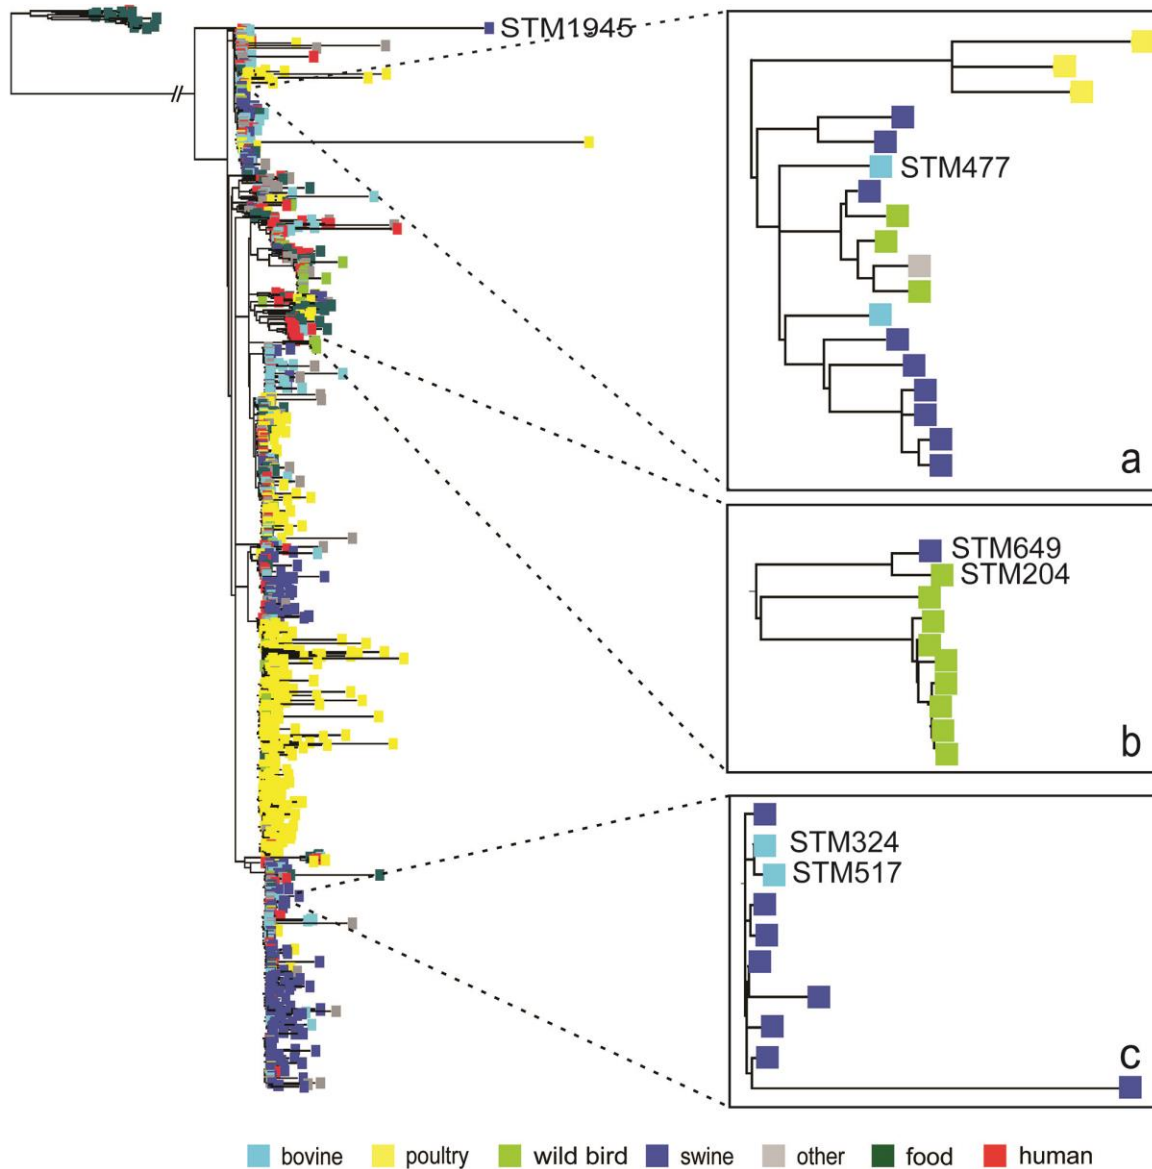 STM1945
STM477
a
STM649
STM204
b
STM324
STM517
c
bovine poultry wild bird swine other food human